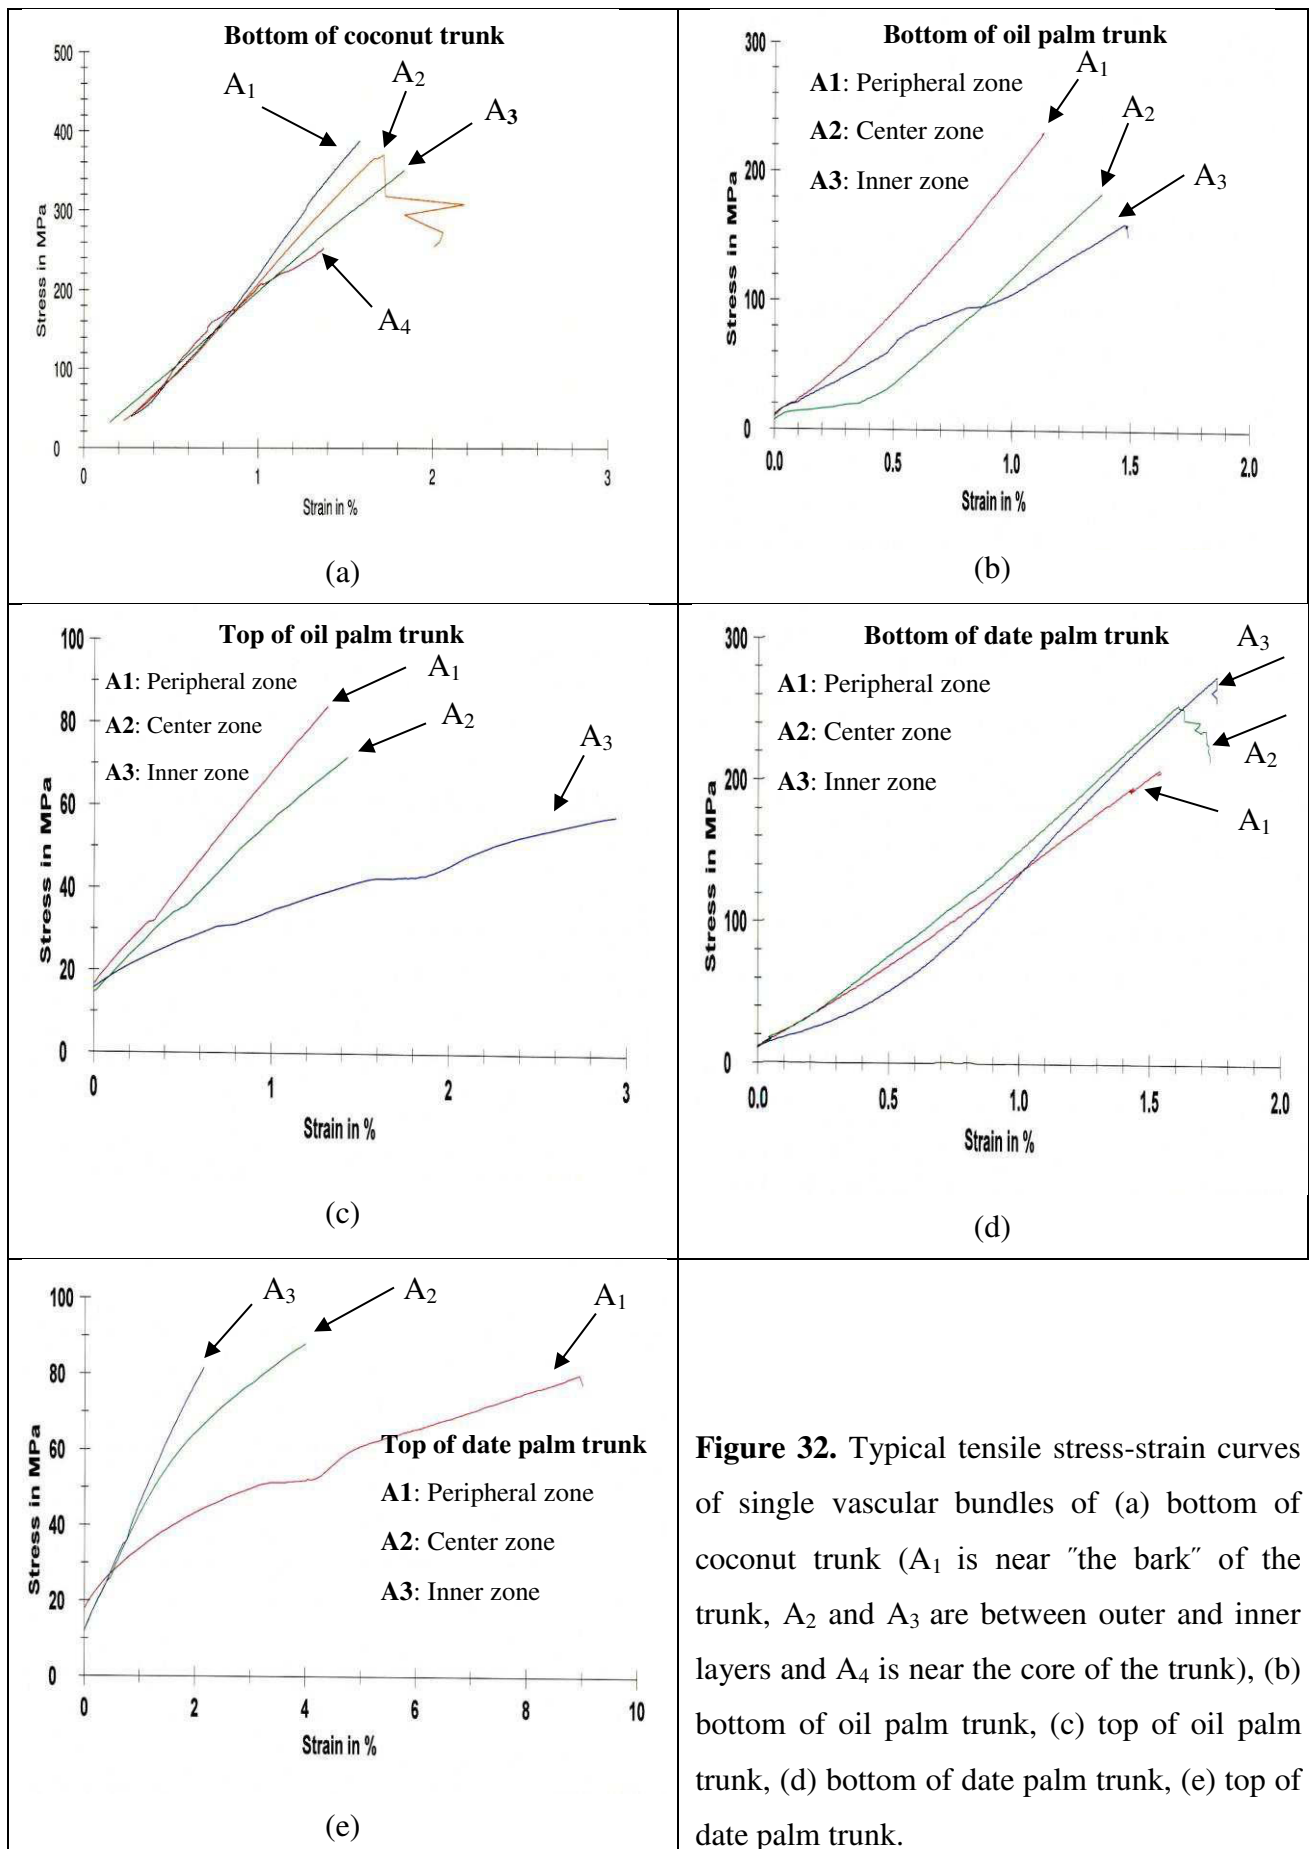 Bottom of coconut trunk
A1
A2
A3
A4
500
400
300
200
100
0
Stress in MPa
0 1 2 3
Strain in %
(a)
Bottom of oil palm trunk
A1: Peripheral zone
A2: Center zone
A3: Inner zone
A1
A2
A3
300
200
100
0
Stress in MPa
0.0 0.5 1.0 1.5 2.0
Strain in %
(b)
Top of oil palm trunk
A1: Peripheral zone
A2: Center zone
A3: Inner zone
A1
A2
A3
100
80
60
40
20
0
Stress in MPa
0 1 2 3
Strain in %
(c)
Bottom of date palm trunk
A1: Peripheral zone
A2: Center zone
A3: Inner zone
A3
A2
A1
300
200
100
0
Stress in MPa
0.0 0.5 1.0 1.5 2.0
Strain in %
(d)
A3
A2
A1
100
80
60
40
20
0
Stress in MPa
Top of date palm trunk
A1: Peripheral zone
A2: Center zone
A3: Inner zone
0 2 4 6 8 10
Strain in %
(e)
Figure 32. Typical tensile stress-strain curves
of single vascular bundles of (a) bottom of
coconut trunk (A1 is near ˝the bark˝ of the
trunk, A2 and A3 are between outer and inner
layers and A4 is near the core of the trunk), (b)
bottom of oil palm trunk, (c) top of oil palm
trunk, (d) bottom of date palm trunk, (e) top of
date palm trunk.